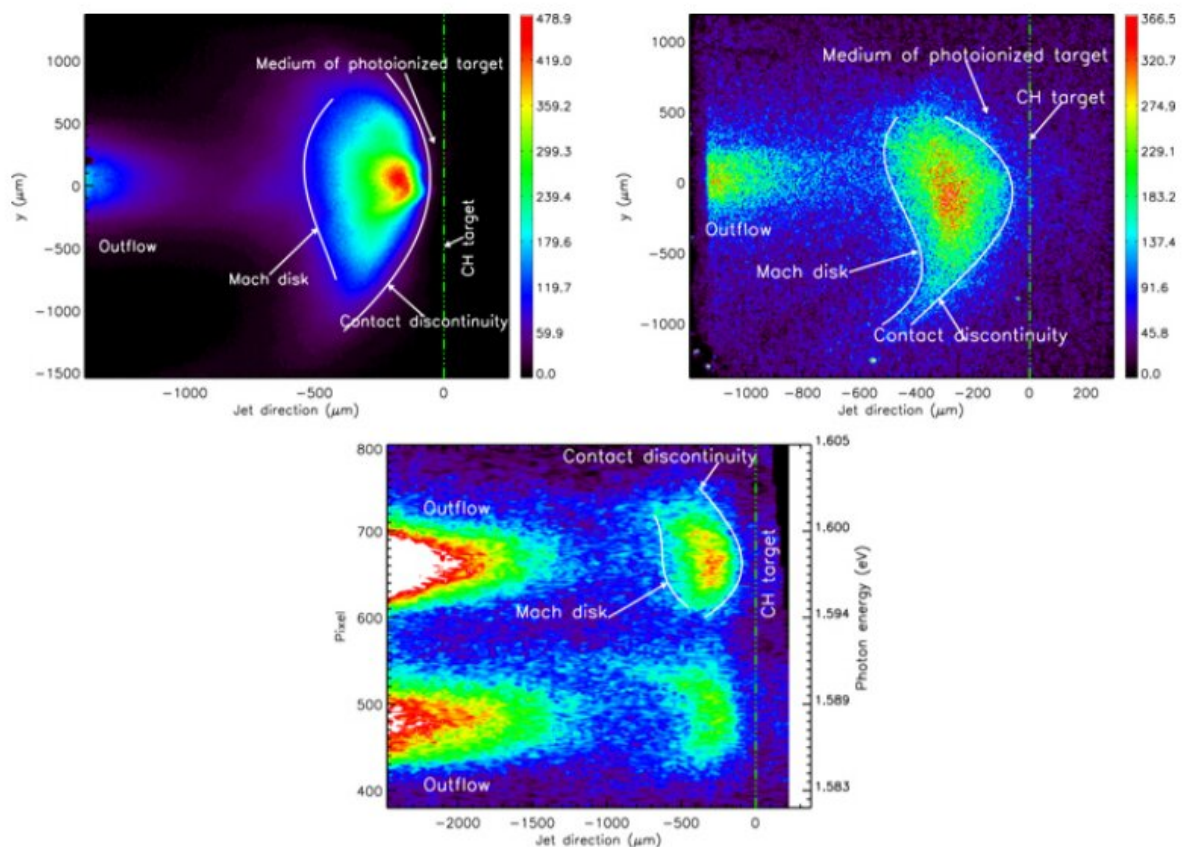 478.9
419.0
359.2
299.3
239.4
179.6
119.7
59.9
0.0
1000
500
0
-500
-1000
-1500
y (μm)
Medium of photoionized target
Outflow
Mach disk
Contact discontinuity
CH target
-1000
-500
0
Jet direction (μm)
366.5
320.7
274.9
229.0
183.2
137.4
91.6
45.8
0.0
1000
500
0
-500
-1000
y (μm)
Medium of photoionized target
CH target
Outflow
Mach disk
Contact discontinuity
-1000
-800
-600
-400
-200
0
200
Jet direction (μm)
800
700
600
500
400
Pixel
Contact discontinuity
Outflow
Mach disk
CH target
Outflow
1.605
1.600
1.594
1.589
1.583
Photon energy (eV)
-2000
-1500
-1000
-500
0
Jet direction (μm)